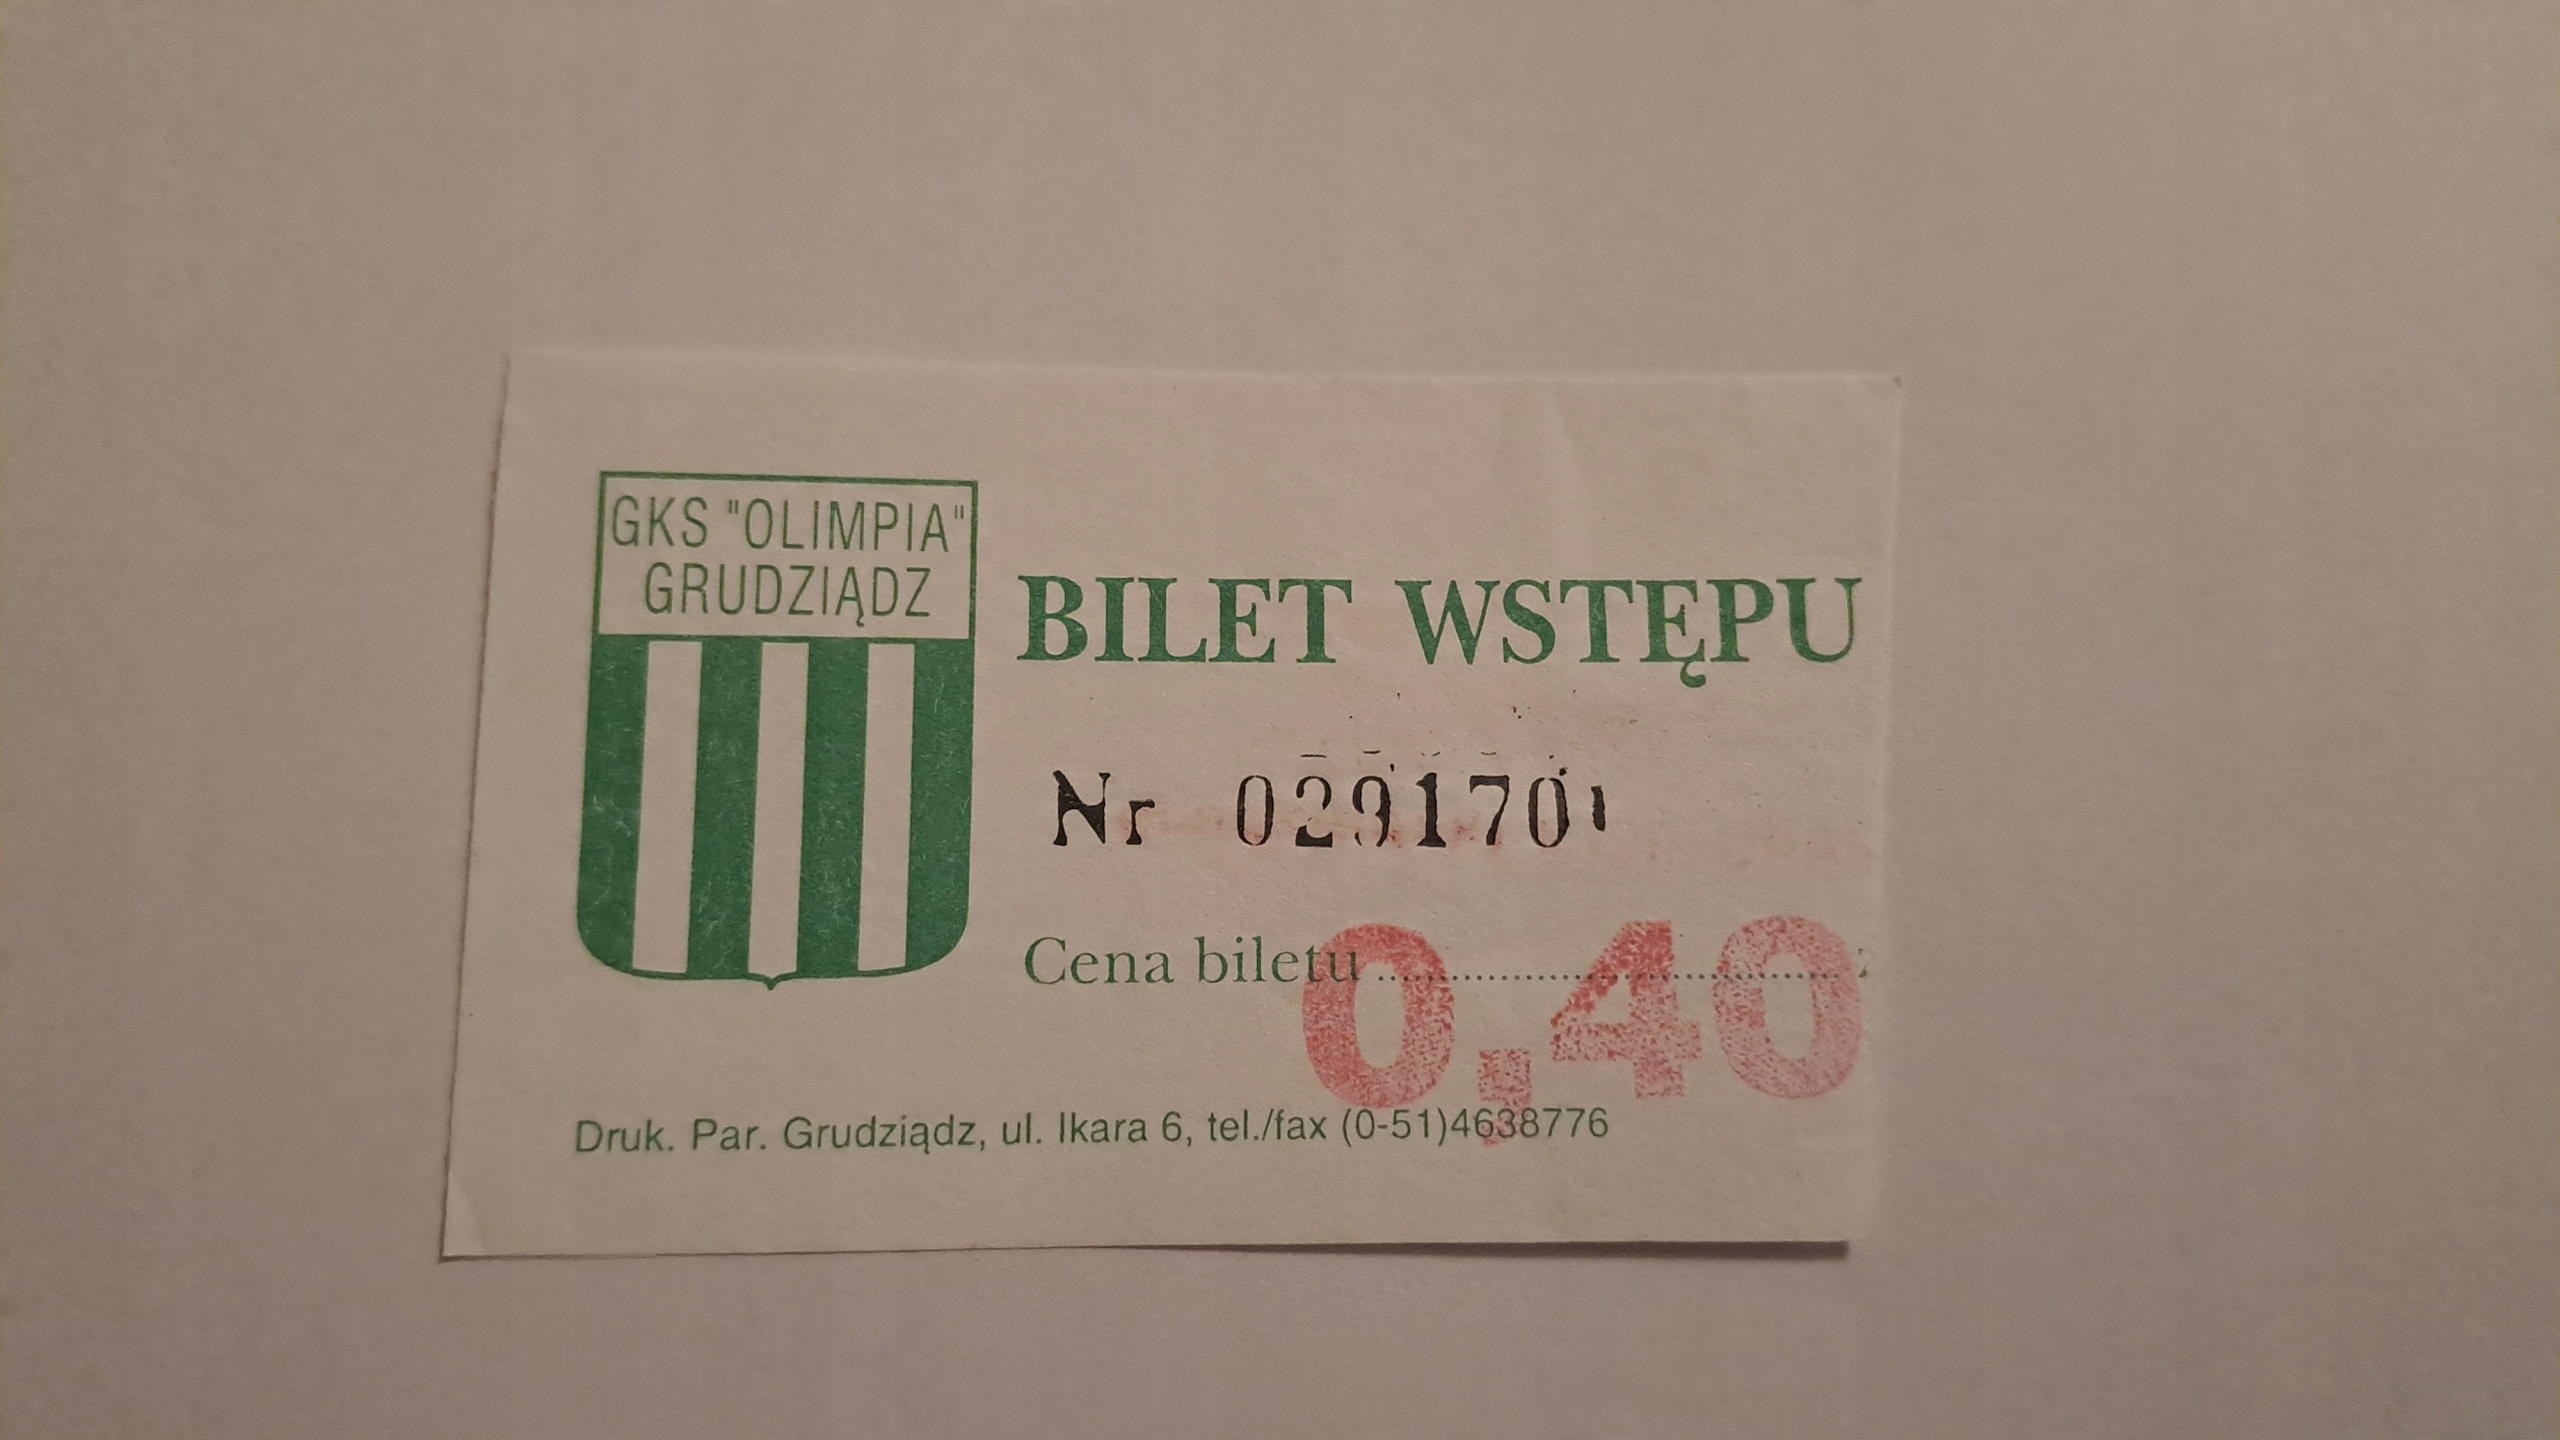 GKS "OLIMPIA"
GRUDZIĄDZ
BILET WSTĘPU
Nr 029170
Cena biletu .................... 0,40
Druk. Par. Grudziądz, ul. Ikara 6, tel./fax (0-51)4638776